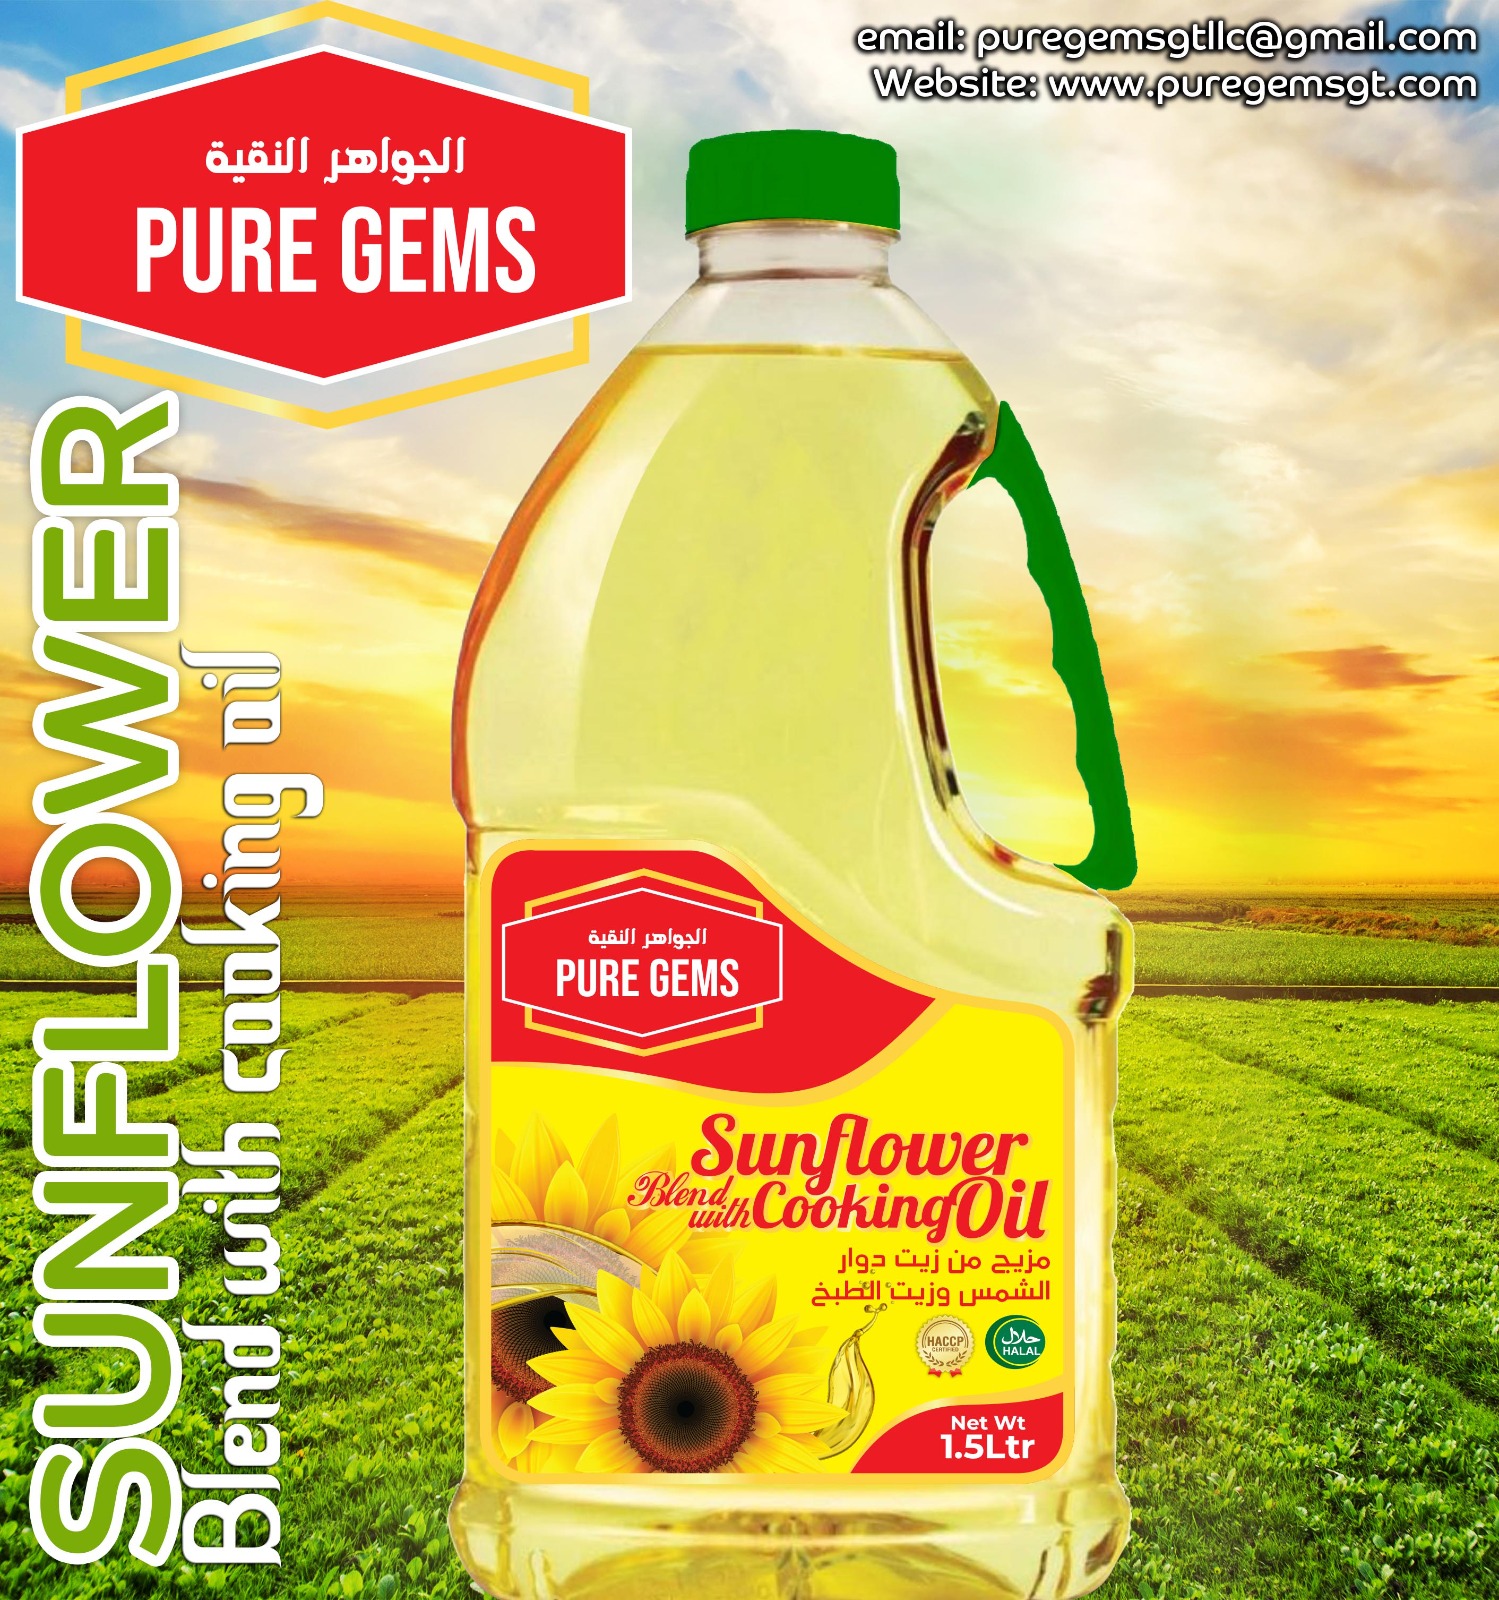 email: puregemsgtllc@gmail.com
Website: www.puregemsgt.com
الجواهر النقية
PURE GEMS
SUNFLOWER
Blend with cooking oil
الجواهر النقية
PURE GEMS
Sunflower
Blend with Cooking Oil
مزيج من زيت دوار
الشمس وزيت الطبخ
HACCP
CERTIFIED
حلال
HALAL
Net Wt
1.5Ltr